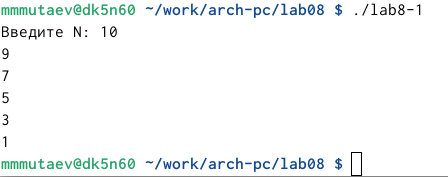 mmmutaev@dk5n60 ~/work/arch-pc/lab08 $ ./lab8-1
Введите N: 10
9
7
5
3
1
mmmutaev@dk5n60 ~/work/arch-pc/lab08 $